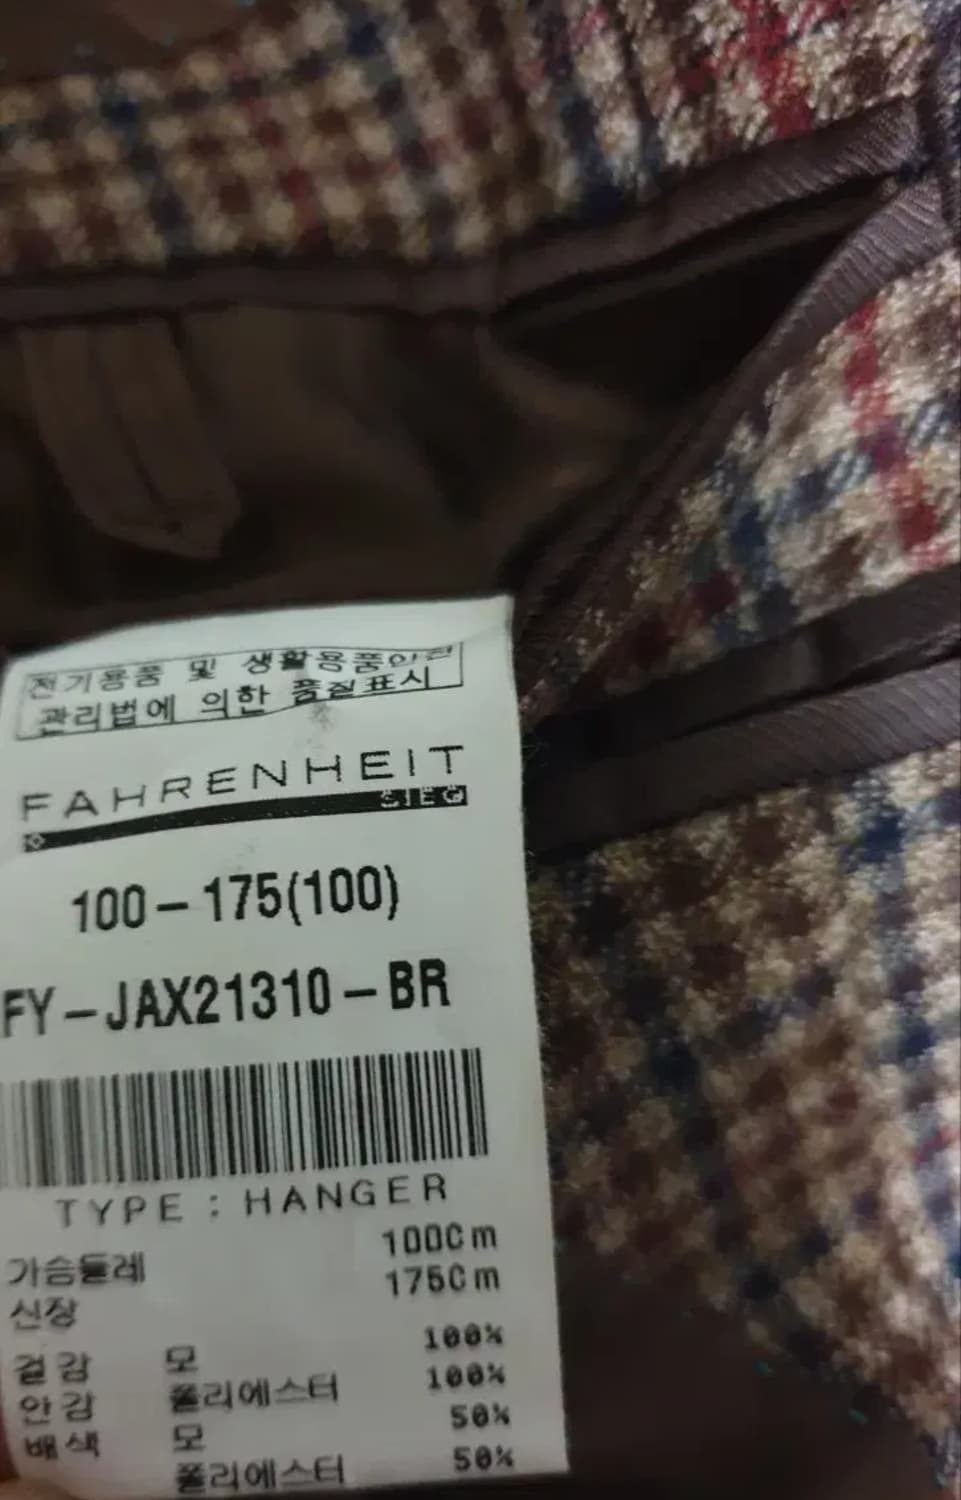 전기용품 및 생활용품안전
관리법에 의한 품질표시
FAHRENHEIT
SIEG
100-175(100)
FY-JAX21310-BR
TYPE : HANGER
가슴둘레 100Cm
신장 175Cm
겉감 모 100%
안감 폴리에스터 100%
배색 모 50%
폴리에스터 50%